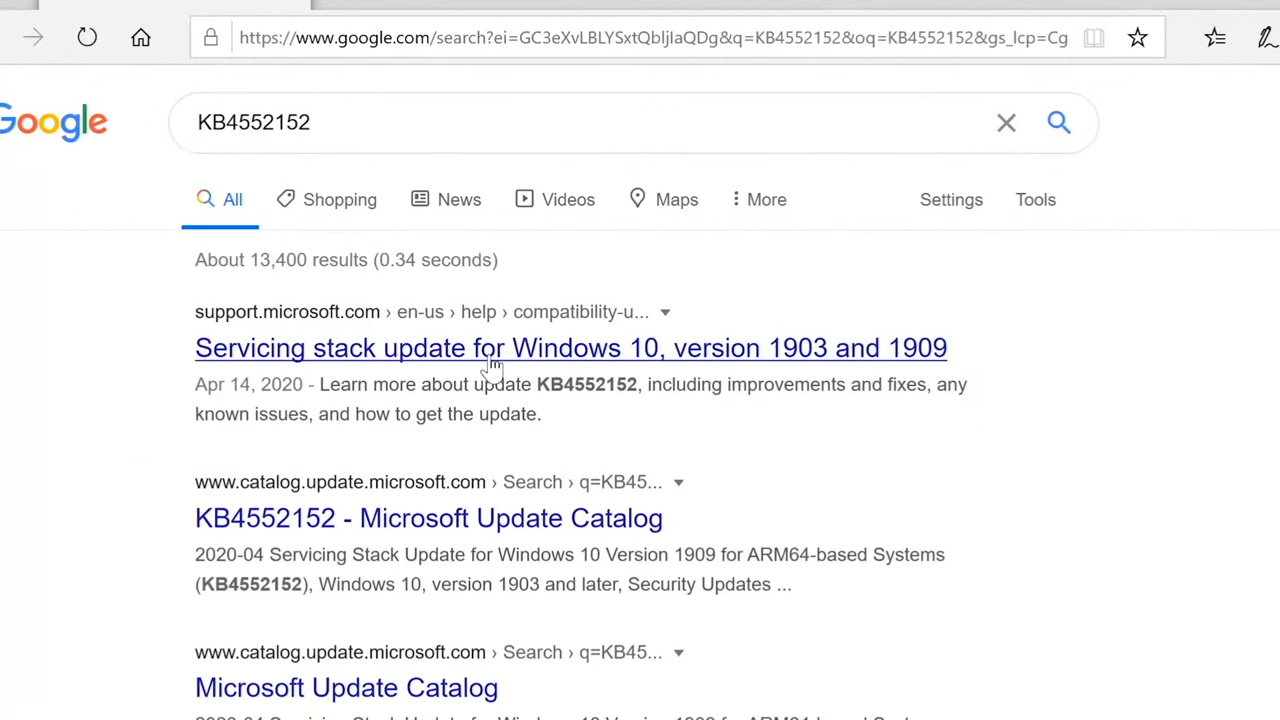 https://www.google.com/search?ei=GC3eXvLBLYSxtQbljIaQDg&q=KB4552152&oq=KB4552152&gs_lcp=Cg
Google
KB4552152
All Shopping News Videos Maps More Settings Tools
About 13,400 results (0.34 seconds)
support.microsoft.com › en-us › help › compatibility-u...
Servicing stack update for Windows 10, version 1903 and 1909
Apr 14, 2020 - Learn more about update KB4552152, including improvements and fixes, any
known issues, and how to get the update.
www.catalog.update.microsoft.com › Search › q=KB45...
KB4552152 - Microsoft Update Catalog
2020-04 Servicing Stack Update for Windows 10 Version 1909 for ARM64-based Systems
(KB4552152), Windows 10, version 1903 and later, Security Updates ...
www.catalog.update.microsoft.com › Search › q=KB45...
Microsoft Update Catalog